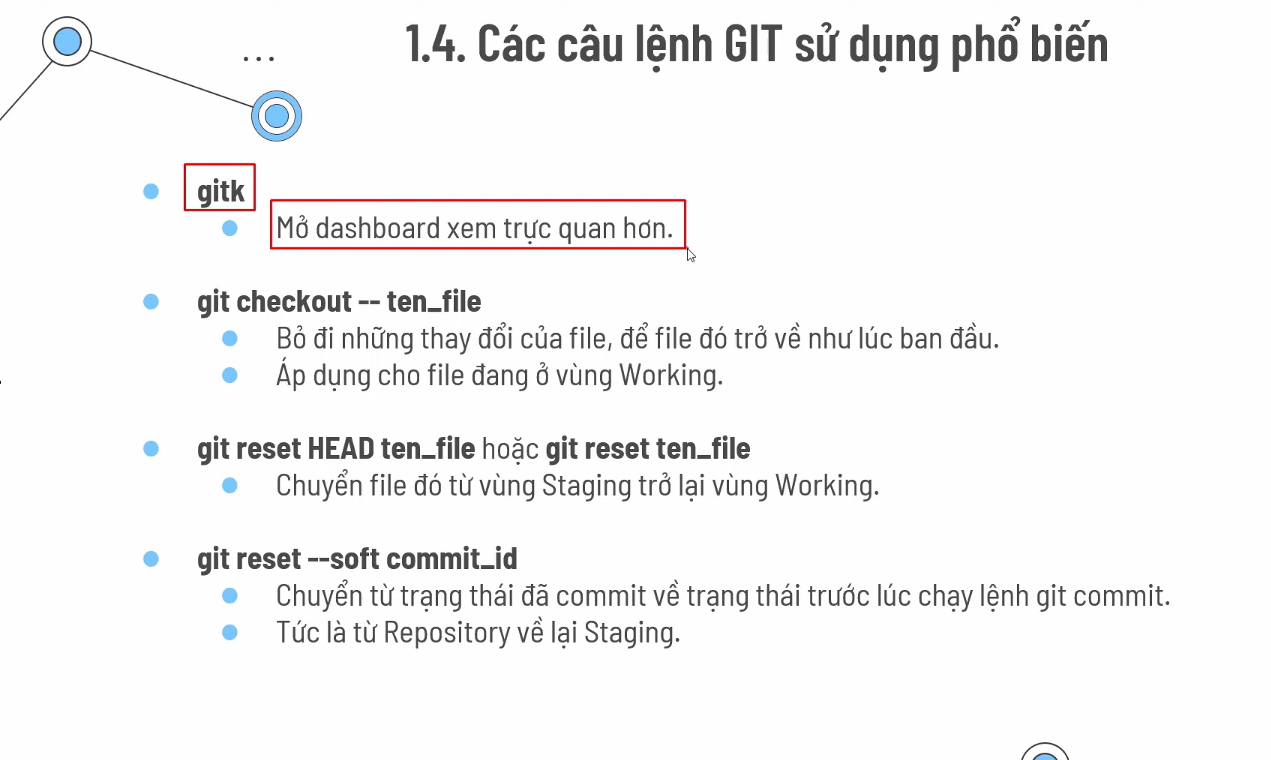 ...
1.4. Các câu lệnh GIT sử dụng phổ biến
gitk
Mở dashboard xem trực quan hơn.
git checkout -- ten_file
Bỏ đi những thay đổi của file, để file đó trở về như lúc ban đầu.
Áp dụng cho file đang ở vùng Working.
git reset HEAD ten_file hoặc git reset ten_file
Chuyển file đó từ vùng Staging trở lại vùng Working.
git reset --soft commit_id
Chuyển từ trạng thái đã commit về trạng thái trước lúc chạy lệnh git commit.
Tức là từ Repository về lại Staging.